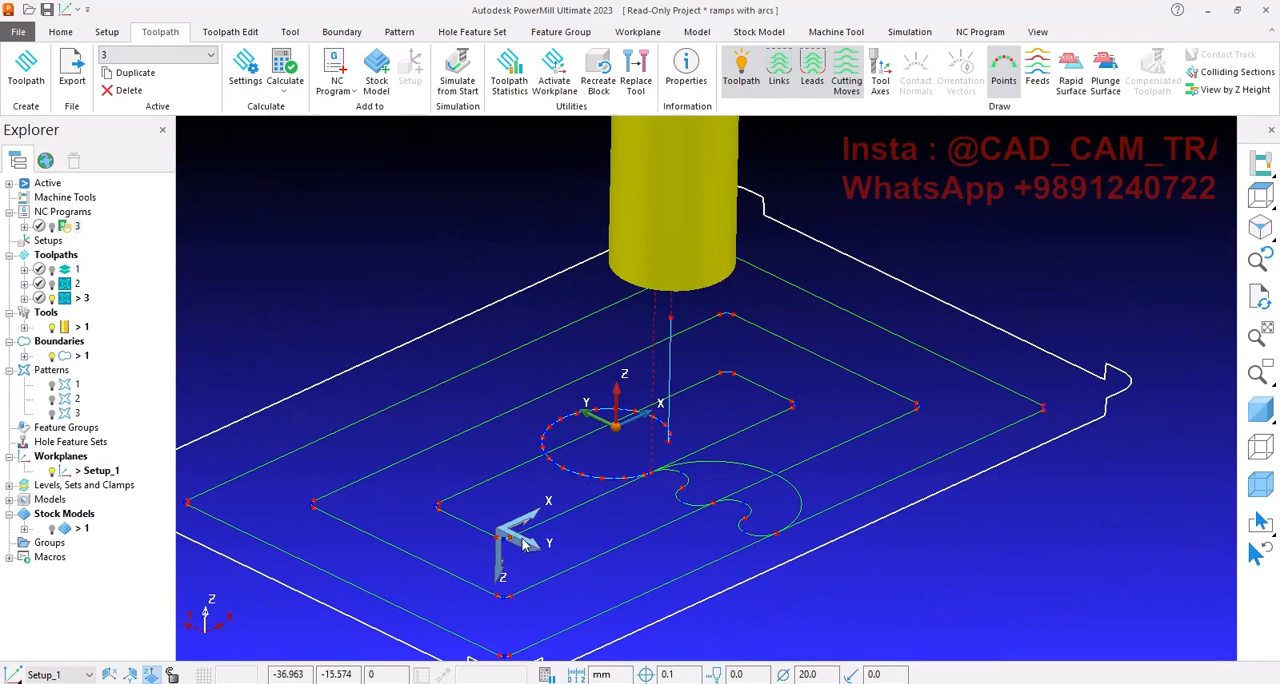 Autodesk PowerMill Ultimate 2023 [ Read-Only Project * ramps with arcs ]
File Home Setup Toolpath Toolpath Edit Tool Boundary Pattern Hole Feature Set Feature Group Workplane Model Stock Model Machine Tool Simulation NC Program View
3
Duplicate
Delete
Toolpath Export Settings Calculate NC Program Stock Model Setup Simulate from Start Toolpath Statistics Activate Workplane Recreate Block Replace Tool Properties Toolpath Links Leads Cutting Moves Tool Axes Contact Normals Orientation Vectors Points Feeds Rapid Surface Plunge Surface Compensated Toolpath
Contact Track
Colliding Sections
View by Z Height
Create File Active Calculate Add to Simulation Utilities Information Draw
Explorer
Active
Machine Tools
NC Programs
3
Setups
Toolpaths
1
2
> 3
Tools
> 1
Boundaries
> 1
Patterns
1
2
3
Feature Groups
Hole Feature Sets
Workplanes
> Setup_1
Levels, Sets and Clamps
Models
Stock Models
> 1
Groups
Macros
Insta : @CAD_CAM_TRA
WhatsApp +9891240722
Z
Y X
X
Y
Z
Z
Setup_1 -36.963 -15.574 0 mm 0.1 0.0 20.0 0.0